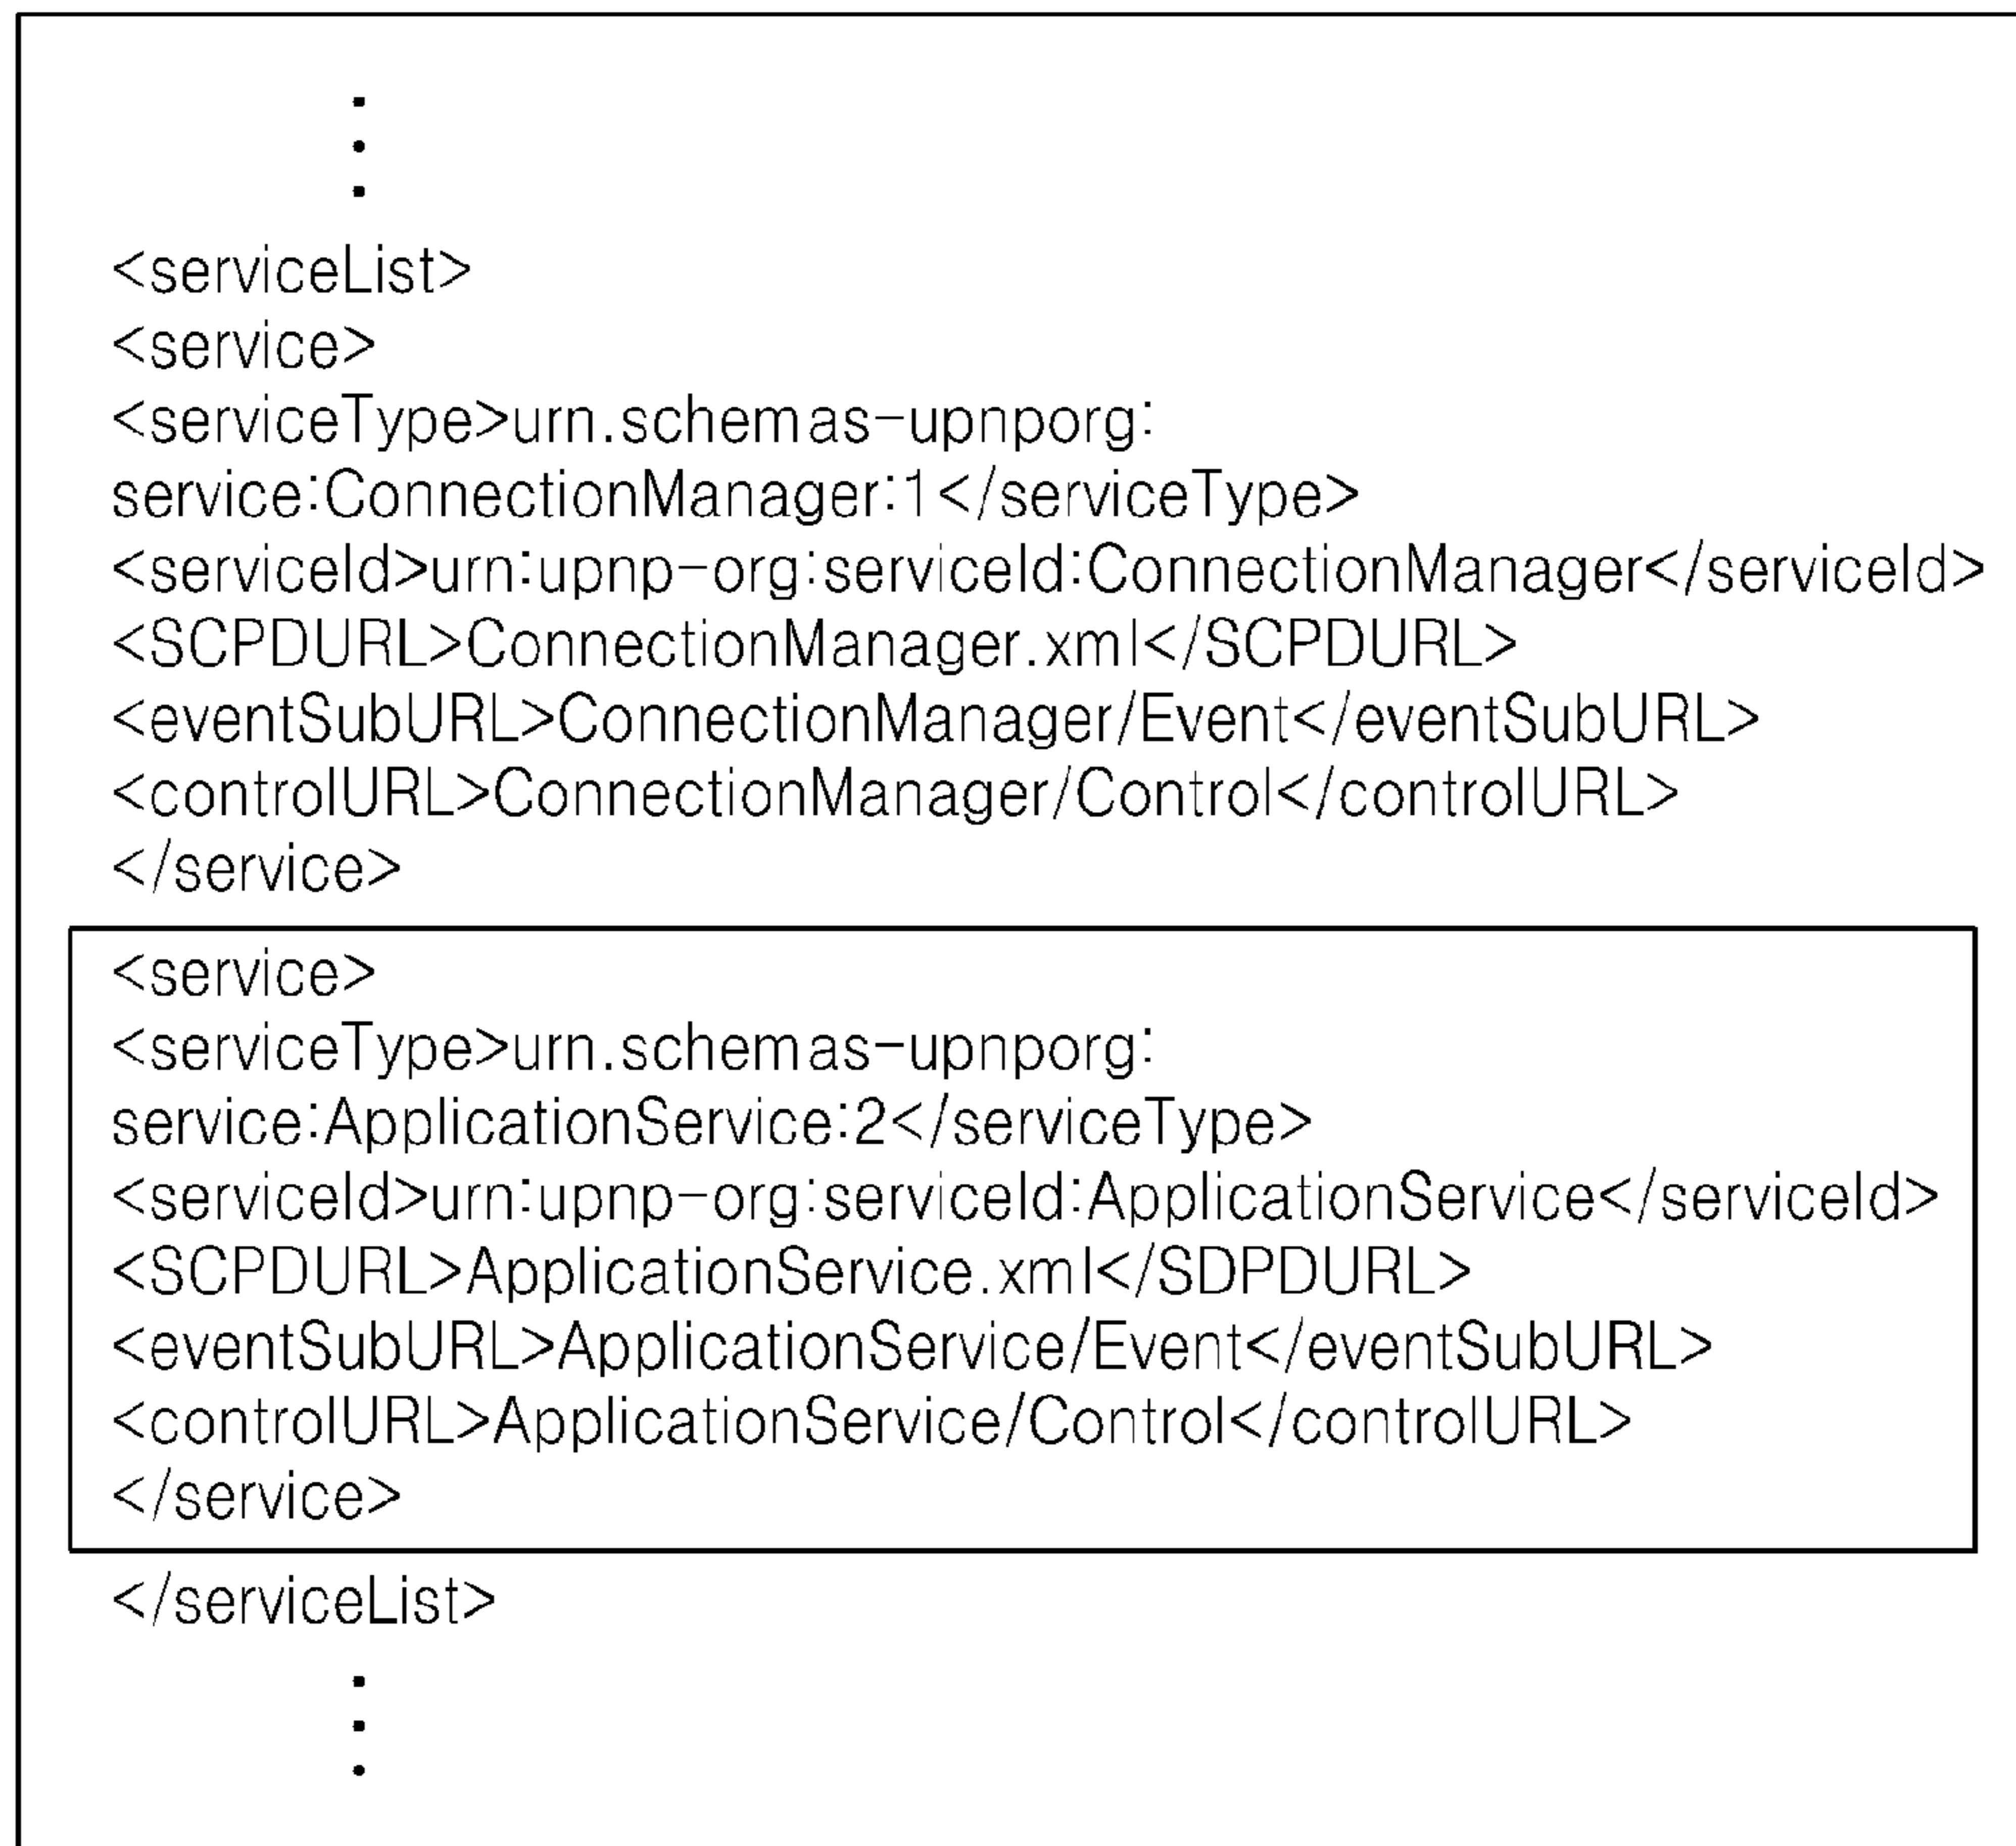 <serviceList>
<service>
<serviceType>urn.schemas-upnporg:
service:ConnectionManager:1</serviceType>
<serviceId>urn:upnp-org:serviceId:ConnectionManager</serviceId>
<SCPDURL>ConnectionManager.xml</SCPDURL>
<eventSubURL>ConnectionManager/Event</eventSubURL>
<controlURL>ConnectionManager/Control</controlURL>
</service>
<service>
<serviceType>urn.schemas-upnporg:
service:ApplicationService:2</serviceType>
<serviceId>urn:upnp-org:serviceId:ApplicationService</serviceId>
<SCPDURL>ApplicationService.xml</SDPDURL>
<eventSubURL>ApplicationService/Event</eventSubURL>
<controlURL>ApplicationService/Control</controlURL>
</service>
</serviceList>